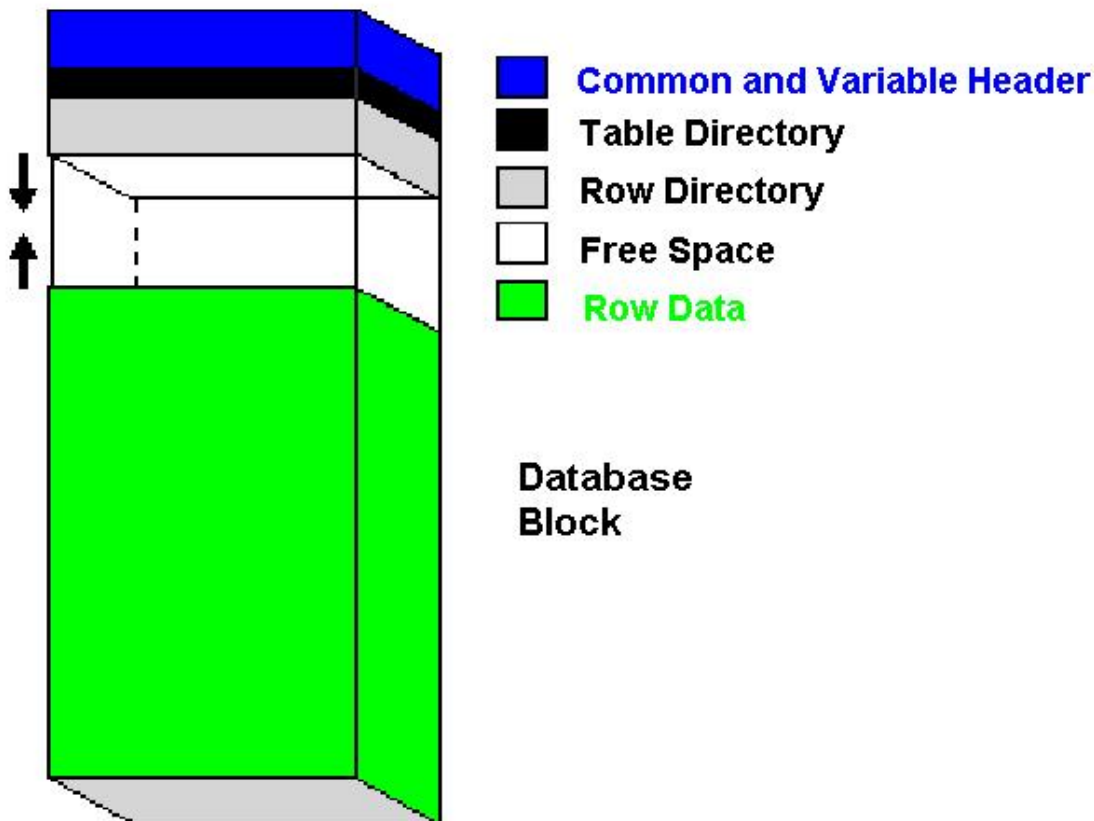 Common and Variable Header
Table Directory
Row Directory
Free Space
Row Data
Database
Block